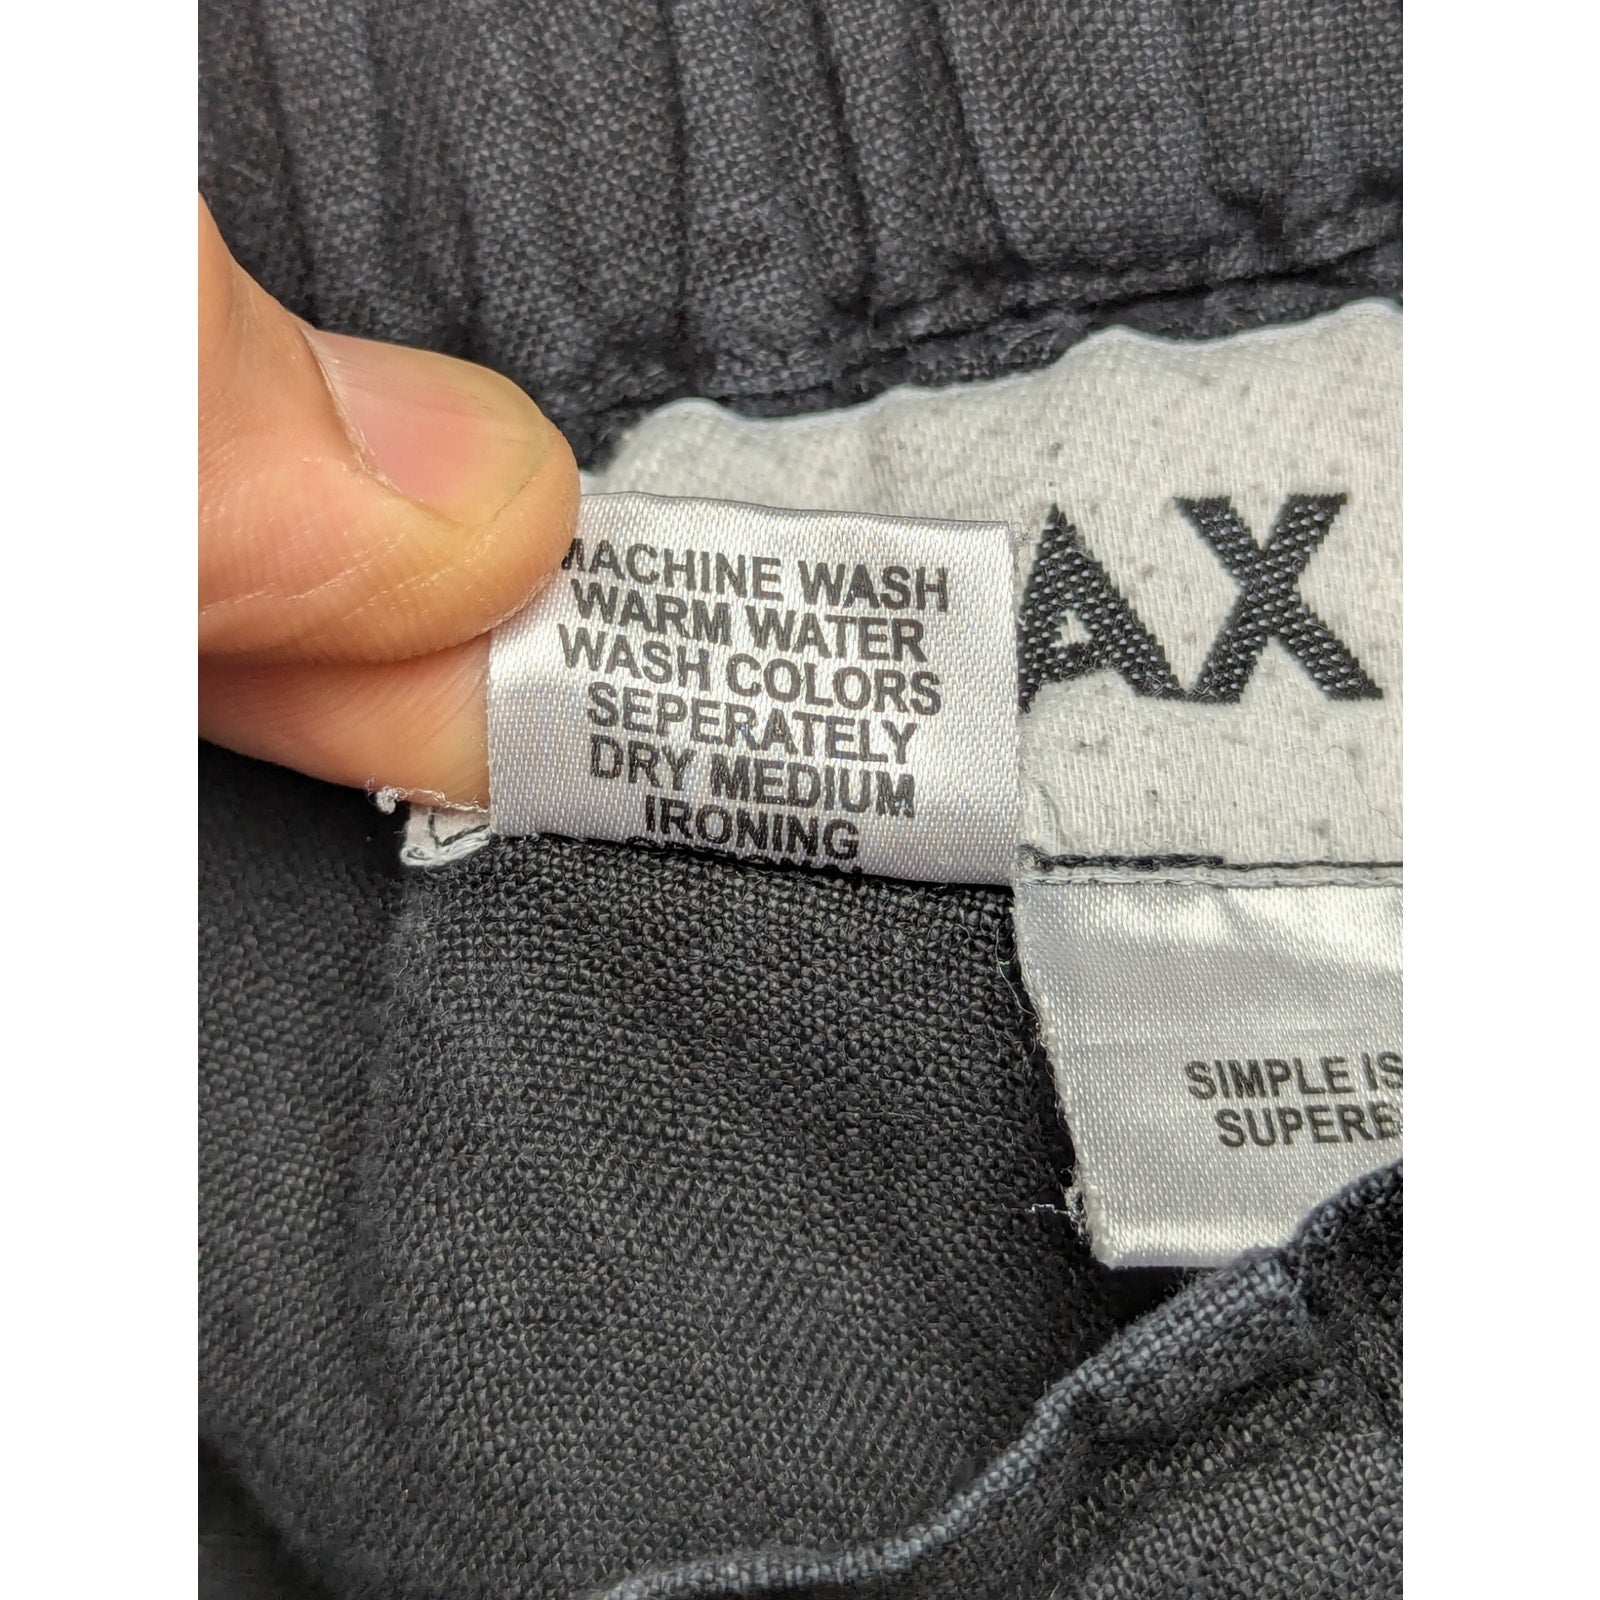 MACHINE WASH
WARM WATER
WASH COLORS
SEPERATELY
DRY MEDIUM
IRONING
AX
SIMPLE IS
SUPERB